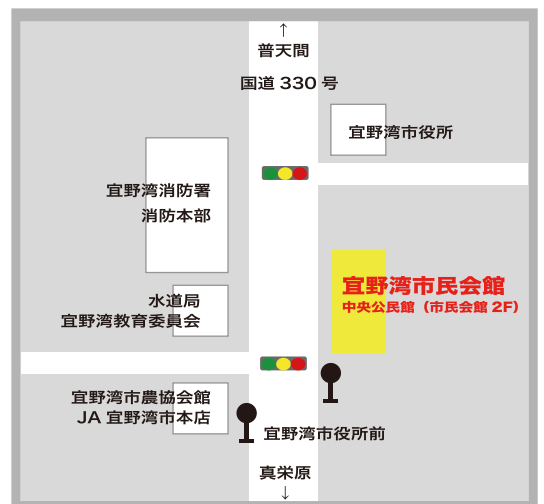 ↑
普天間
国道 330 号
宜野湾市役所
宜野湾消防署
消防本部
宜野湾市民会館
中央公民館（市民会館 2F）
水道局
宜野湾教育委員会
宜野湾市農協会館
JA 宜野湾市本店
宜野湾市役所前
真栄原
↓